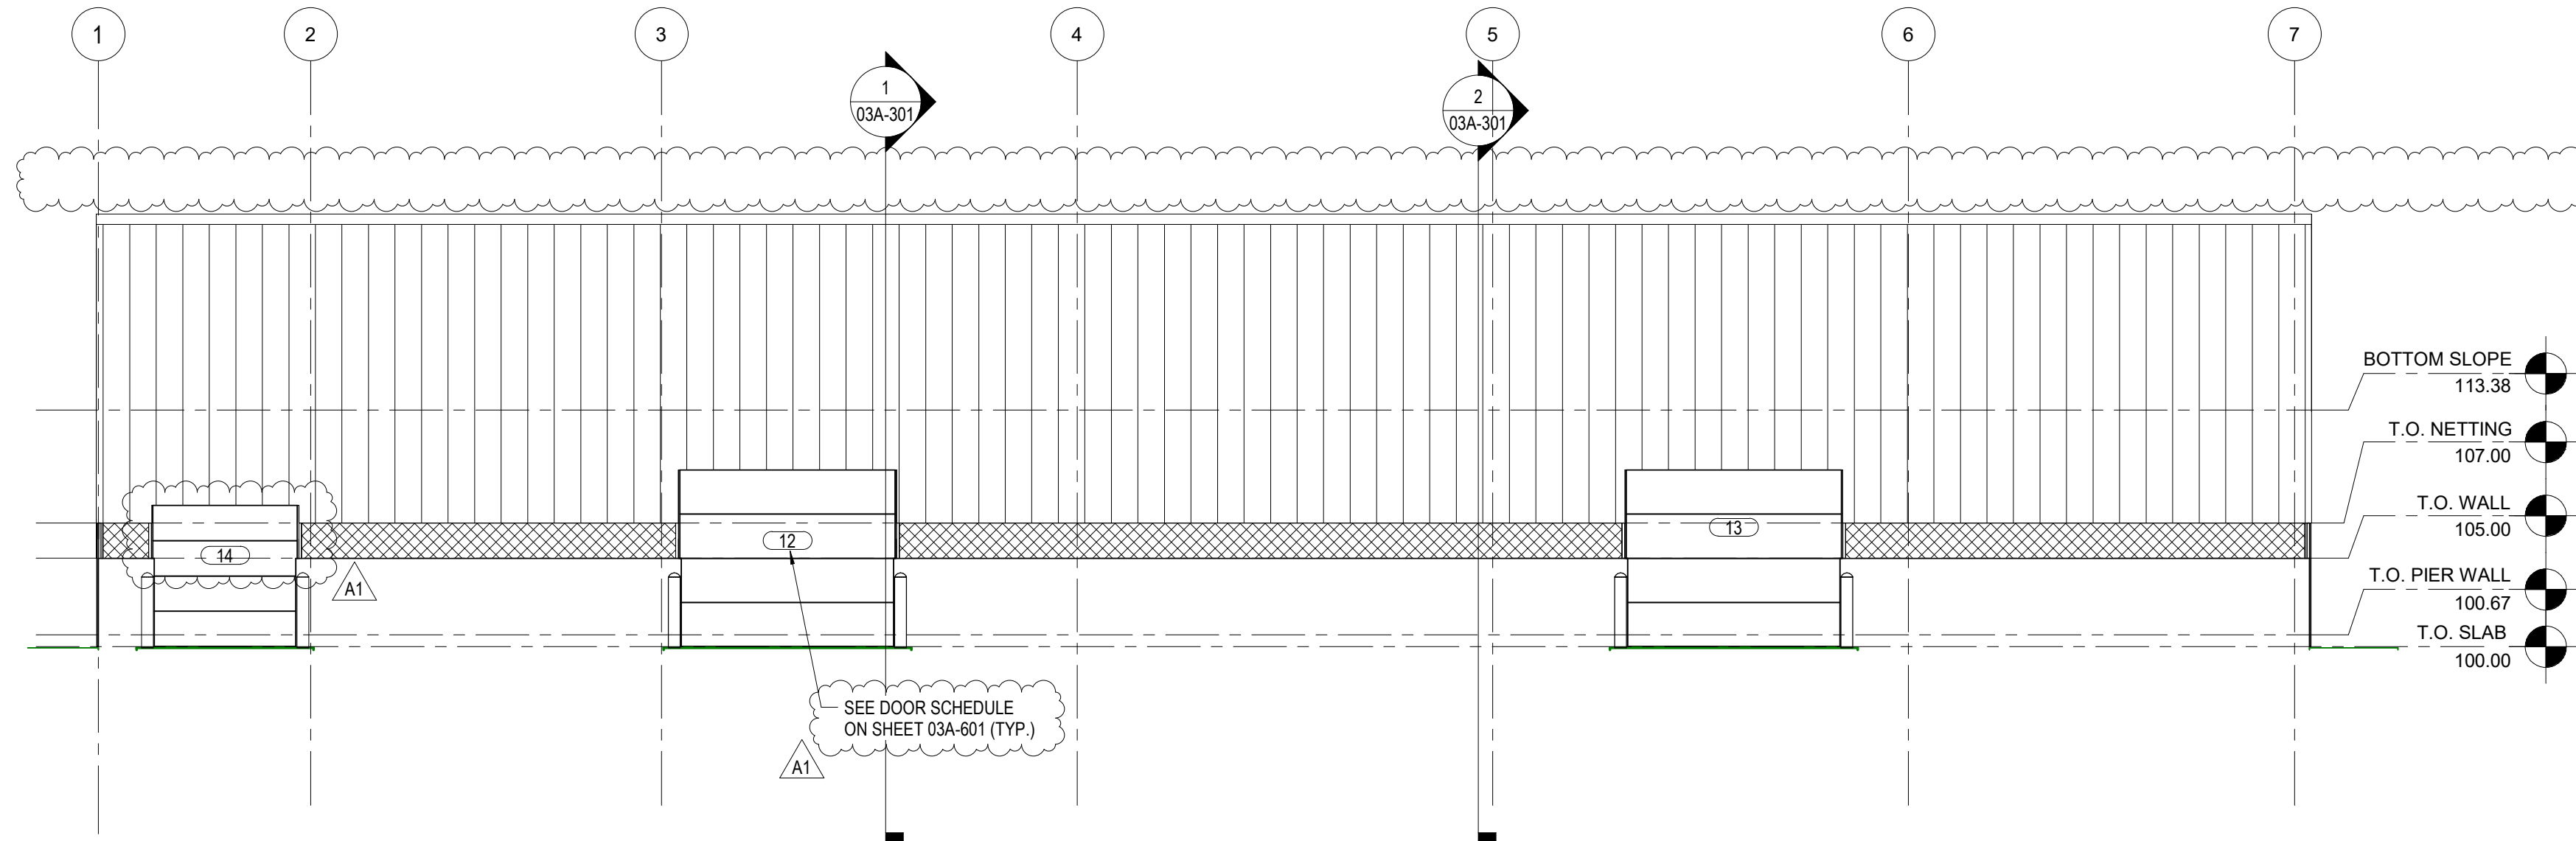 1
2
3
4
5
6
7
1
03A-301
2
03A-301
BOTTOM SLOPE
113.38
T.O. NETTING
107.00
T.O. WALL
105.00
T.O. PIER WALL
100.67
T.O. SLAB
100.00
14
12
13
A1
SEE DOOR SCHEDULE
ON SHEET 03A-601 (TYP.)
A1